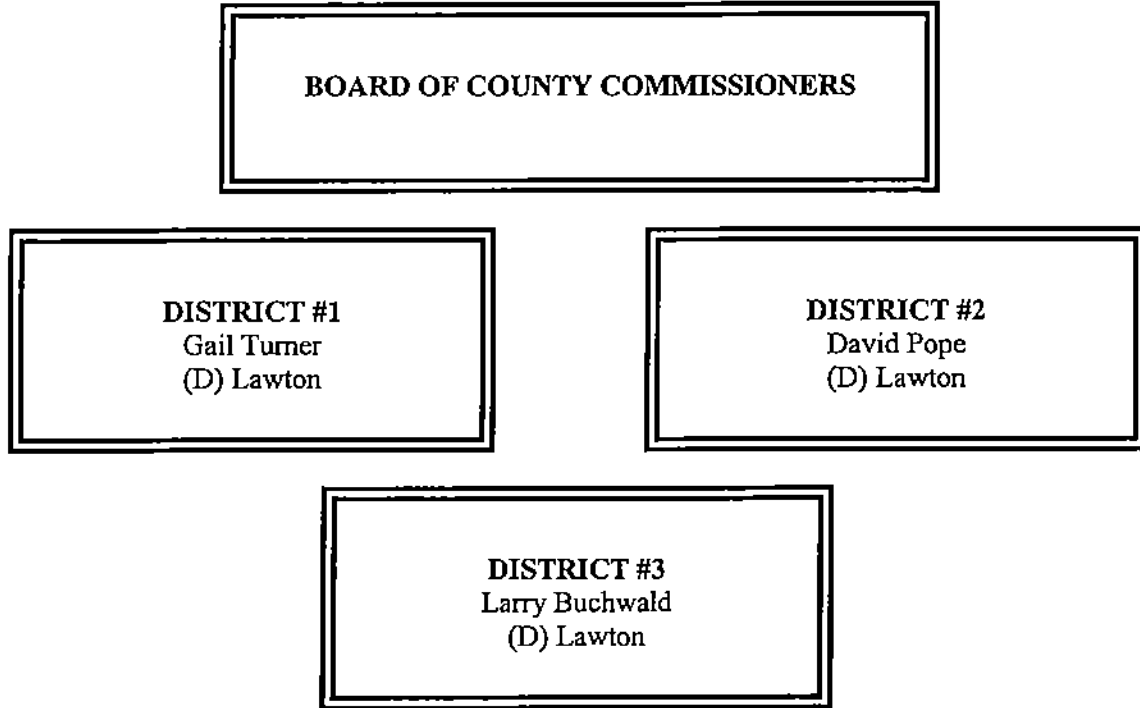 BOARD OF COUNTY COMMISSIONERS
DISTRICT #1
Gail Turner
(D) Lawton
DISTRICT #2
David Pope
(D) Lawton
DISTRICT #3
Larry Buchwald
(D) Lawton